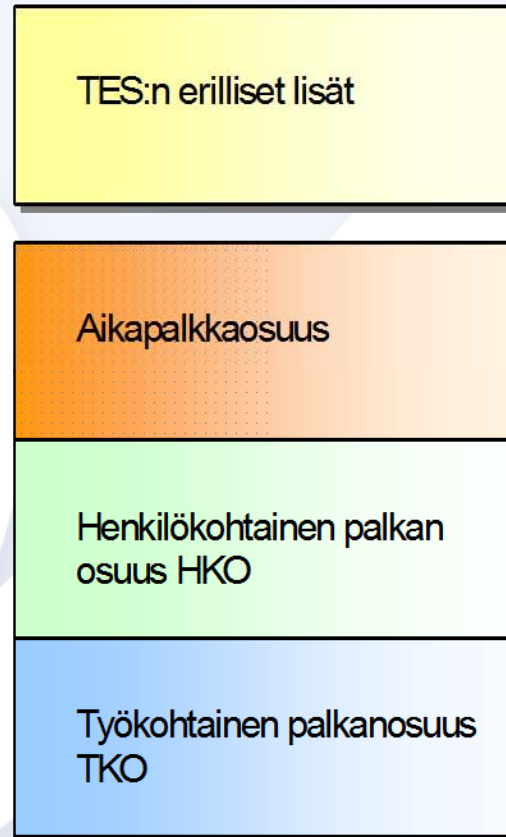 TES:n erilliset lisät
Aikapalkkaosuus
Henkilökohtainen palkan
osuus HKO
Työkohtainen palkanosuus
TKO